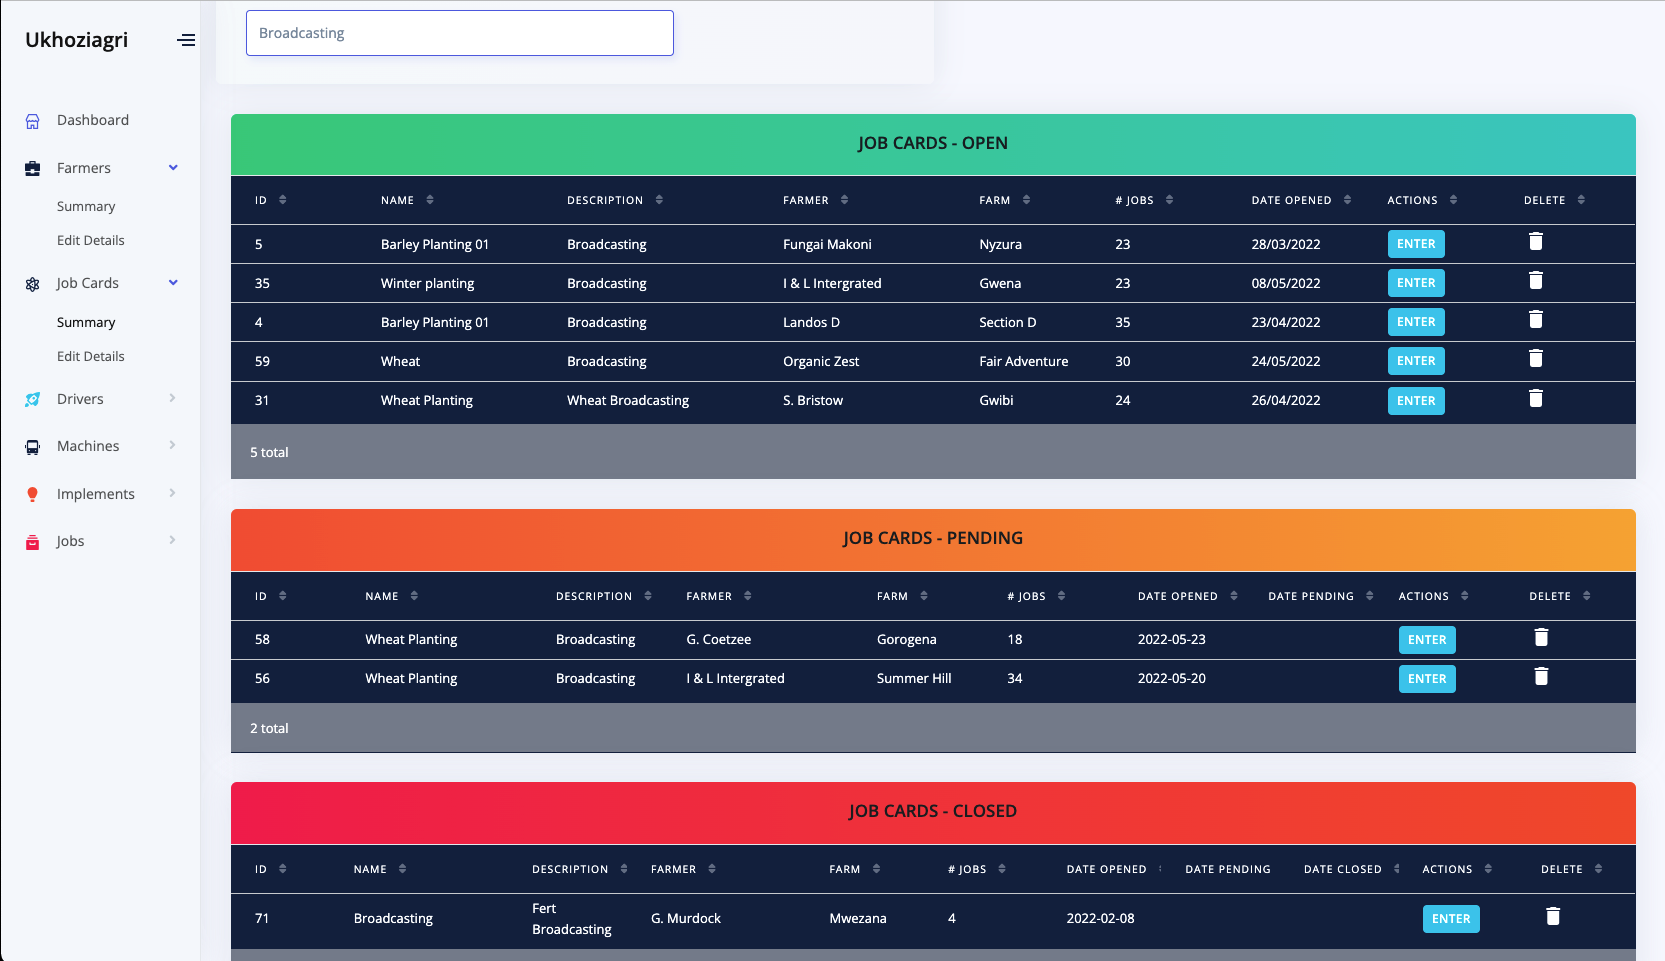 Ukhoziagri
Dashboard
Farmers
Summary
Edit Details
Job Cards
Summary
Edit Details
Drivers
Machines
Implements
Jobs
Broadcasting
JOB CARDS - OPEN
ID NAME DESCRIPTION FARMER FARM # JOBS DATE OPENED ACTIONS DELETE
5 Barley Planting 01 Broadcasting Fungai Makoni Nyzura 23 28/03/2022 ENTER
35 Winter planting Broadcasting I & L Intergrated Gwena 23 08/05/2022 ENTER
4 Barley Planting 01 Broadcasting Landos D Section D 35 23/04/2022 ENTER
59 Wheat Broadcasting Organic Zest Fair Adventure 30 24/05/2022 ENTER
31 Wheat Planting Wheat Broadcasting S. Bristow Gwibi 24 26/04/2022 ENTER
5 total
JOB CARDS - PENDING
ID NAME DESCRIPTION FARMER FARM # JOBS DATE OPENED DATE PENDING ACTIONS DELETE
58 Wheat Planting Broadcasting G. Coetzee Gorogena 18 2022-05-23 ENTER
56 Wheat Planting Broadcasting I & L Intergrated Summer Hill 34 2022-05-20 ENTER
2 total
JOB CARDS - CLOSED
ID NAME DESCRIPTION FARMER FARM # JOBS DATE OPENED DATE PENDING DATE CLOSED ACTIONS DELETE
71 Broadcasting Fert Broadcasting G. Murdock Mwezana 4 2022-02-08 ENTER